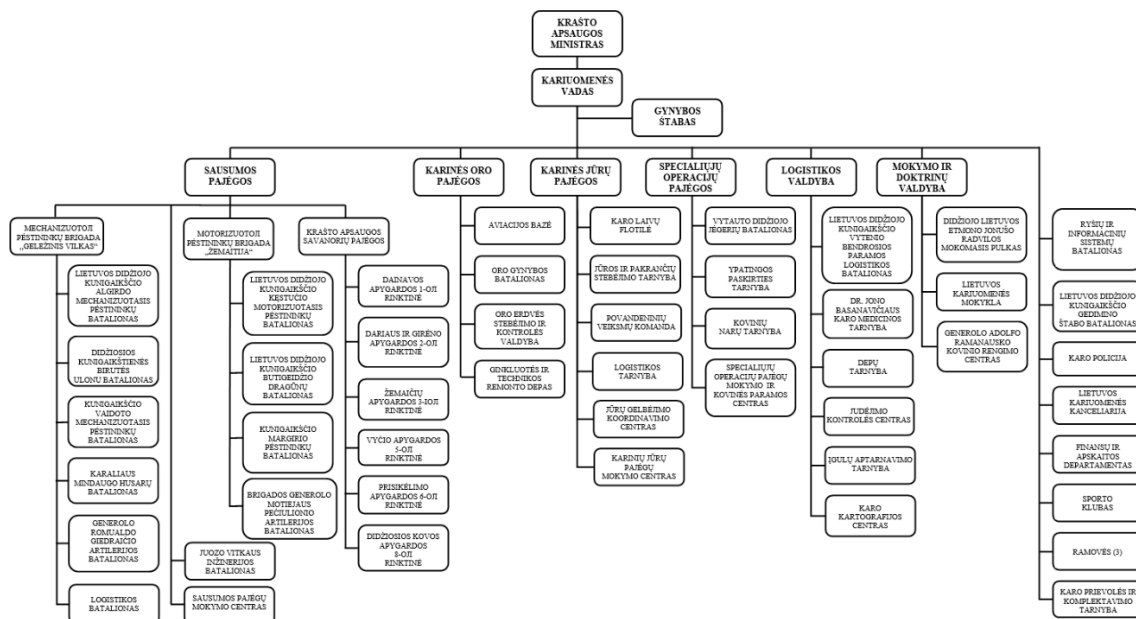 KRAŠTO
APSAUGOS
MINISTRAS
KARIUOMENĖS
VADAS
GYNYBOS
ŠTABAS
SAUSUMOS
PAJĖGOS
KARINĖS ORO
PAJĖGOS
KARINĖS JŪRŲ
PAJĖGOS
SPECIALIŲJŲ
OPERACIJŲ
PAJĖGOS
LOGISTIKOS
VALDYBA
MOKYMO IR
DOKTRINŲ
VALDYBA
MECHANIZUOTOJI
PĖSTININKŲ BRIGADA
„GELEŽINIS VILKAS“
LIETUVOS DIDŽIOJO
KUNIGAIKŠČIO
ALGIRDO
MECHANIZUOTASIS
PĖSTININKŲ
BATALIONAS
DIDŽIOSIOS
KUNIGAIKŠTIENĖS
BIRUTĖS
ULONŲ BATALIONAS
KUNIGAIKŠČIO
VAIDOTO
MECHANIZUOTASIS
PĖSTININKŲ
BATALIONAS
KARALIAUS
MINDAUGO HUSARŲ
BATALIONAS
GENEROLO
ROMUALDO
GIEDRAIČIO
ARTILERIJOS
BATALIONAS
LOGISTIKOS
BATALIONAS
JUOZO VITKAUS
INŽINERIJOS
BATALIONAS
SAUSUMOS PAJĖGŲ
MOKYMO CENTRAS
MOTORIZUOTOJI
PĖSTININKŲ BRIGADA
„ŽEMAITIJA“
LIETUVOS DIDŽIOJO
KUNIGAIKŠČIO
KĘSTUČIO
MOTORIZUOTASIS
PĖSTININKŲ
BATALIONAS
LIETUVOS DIDŽIOJO
KUNIGAIKŠČIO
BUTIGEIDŽIO
DRAGŪNŲ
BATALIONAS
KUNIGAIKŠČIO
MARGIRIO
PĖSTININKŲ
BATALIONAS
BRIGADOS GENEROLO
MOTIEJAUS
PEČIULIONIO
ARTILERIJOS
BATALIONAS
KRAŠTO APSAUGOS
SAVANORIŲ PAJĖGOS
DAINAVOS
APYGARDOS 1-OJI
RINKTINĖ
DARIAUS IR GIRĖNO
APYGARDOS 2-OJI
RINKTINĖ
ŽEMAIČIŲ
APYGARDOS 3-IOJI
RINKTINĖ
VYČIO APYGARDOS
5-OJI
RINKTINĖ
PRISIKĖLIMO
APYGARDOS 6-OJI
RINKTINĖ
DIDŽIOSIOS KOVOS
APYGARDOS
8-OJI
RINKTINĖ
AVIACIJOS BAZĖ
ORO GYNYBOS
BATALIONAS
ORO ERDVĖS
STEBĖJIMO IR
KONTROLĖS
VALDYBA
GINKLUOTĖS IR
TECHNIKOS
REMONTO DEPAS
KARO LAIVŲ
FLOTILĖ
JŪROS IR PAKRANČIŲ
STEBĖJIMO TARNYBA
POVANDENINIŲ
VEIKSMŲ KOMANDA
LOGISTIKOS
TARNYBA
JŪRŲ GELBĖJIMO
KOORDINAVIMO
CENTRAS
KARINIŲ JŪRŲ
PAJĖGŲ
MOKYMO CENTRAS
VYTAUTO DIDŽIOJO
JĖGERIŲ BATALIONAS
YPATINGOS
PASKIRTIES
TARNYBA
KOVINIŲ
NARŲ TARNYBA
SPECIALIŲJŲ
OPERACIJŲ PAJĖGŲ
MOKYMO IR
KOVINĖS PARAMOS
CENTRAS
LIETUVOS DIDŽIOJO
KUNIGAIKŠČIO
VYTENIO
BENDROSIOS
PARAMOS
LOGISTIKOS
BATALIONAS
DR. JONO
BASANAVIČIAUS
KARO MEDICINOS
TARNYBA
DEPŲ
TARNYBA
JUDĖJIMO
KONTROLĖS CENTRAS
ĮGULŲ APTARNAVIMO
TARNYBA
KARO
KARTOGRAFIJOS
CENTRAS
DIDŽIOJO LIETUVOS
ETMONO JONUŠO
RADVILOS
MOKOMASIS PULKAS
LIETUVOS
KARIUOMENĖS
MOKYKLA
GENEROLO ADOLFO
RAMANAUSKO
KOVINIO RENGIMO
CENTRAS
RYŠIŲ IR
INFORMACINIŲ
SISTEMŲ
BATALIONAS
LIETUVOS DIDŽIOJO
KUNIGAIKŠČIO
GEDIMINO
ŠTABO BATALIONAS
KARO POLICIJA
LIETUVOS
KARIUOMENĖS
KANCELIARIJA
FINANSŲ IR
APSKAITOS
DEPARTAMENTAS
SPORTO
KLUBAS
RAMOVĖS (3)
KARO PRIEVOLĖS IR
KOMPLEKTAVIMO
TARNYBA